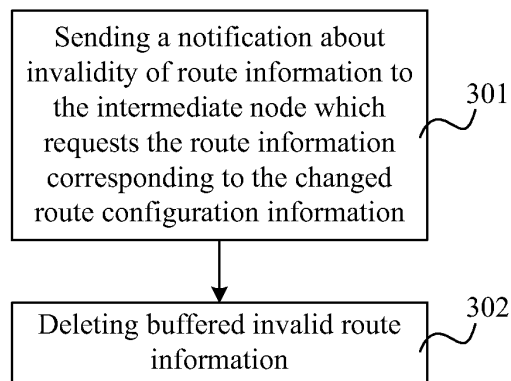 Sending a notification about
invalidity of route information to
the intermediate node which
requests the route information
corresponding to the changed
route configuration information
301
Deleting buffered invalid route
information
302